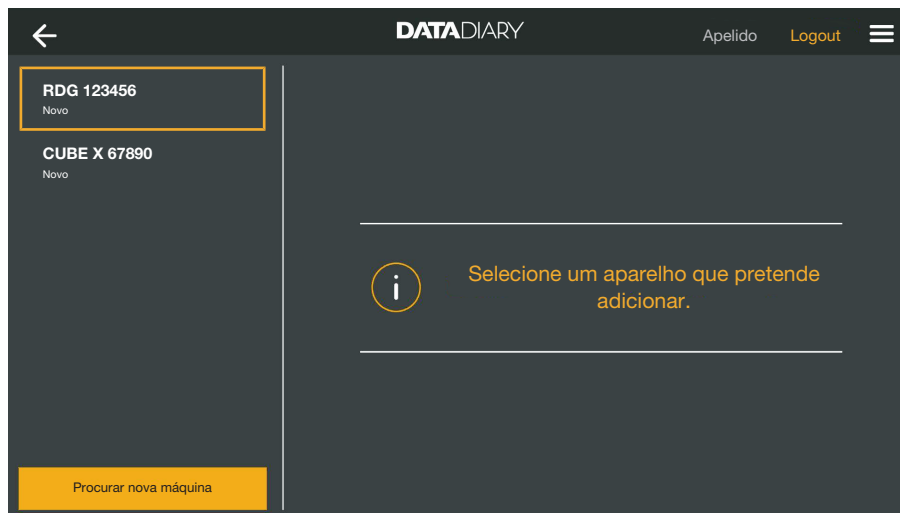 DATADIARY
Apelido
Logout
RDG 123456
Novo
CUBE X 67890
Novo
i
Selecione um aparelho que pretende
adicionar.
Procurar nova máquina